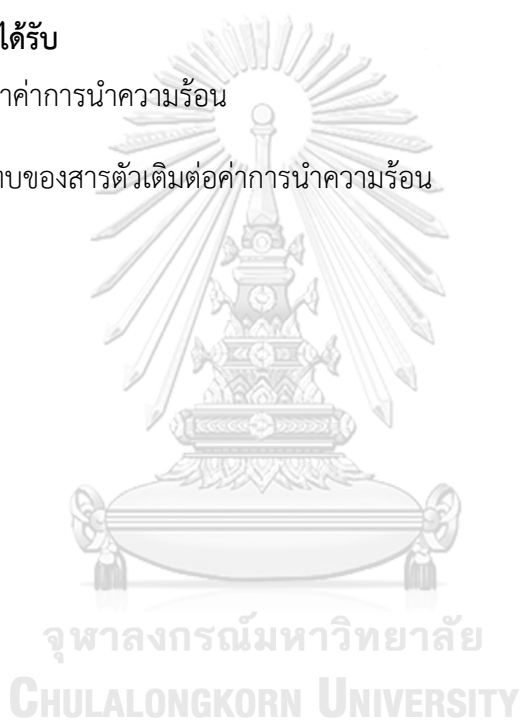 ได้รับ
าค่าการนำความร้อน
ทบของสารตัวเติมต่อค่าการนำความร้อน
จุฬาลงกรณ์มหาวิทยาลัย
CHULALONGKORN UNIVERSITY